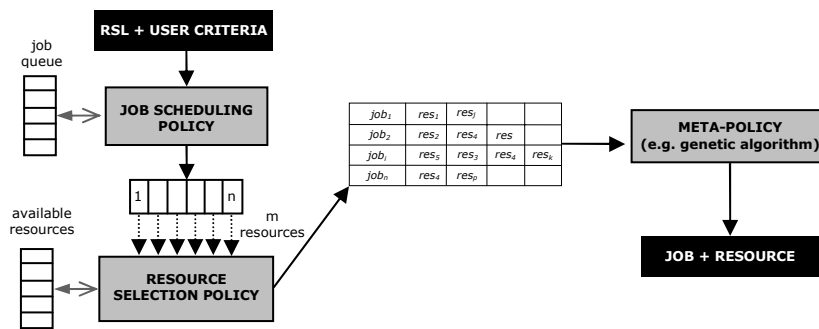 RSL + USER CRITERIA
job
queue
JOB SCHEDULING
POLICY
1 n
m
resources
available
resources
RESOURCE
SELECTION POLICY
job1 res1 resj
job2 res2 res4 res
jobi res5 res3 res4 resk
jobn res4 resp
META-POLICY
(e.g. genetic algorithm)
JOB + RESOURCE